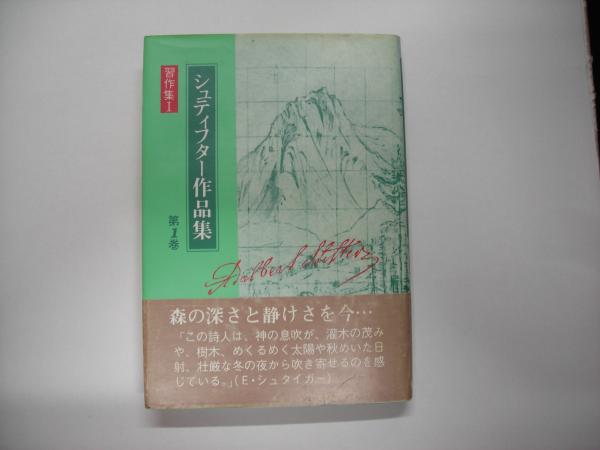 習作集Ⅰ
シュティフター作品集
第1巻
Adalbert Stifter
森の深さと静けさを今…
「この詩人は、神の息吹が、灌木の茂み
や、樹木、めくるめく太陽や秋めいた日
射、壮厳な冬の夜から吹き寄せるのを感
じている。」(E・シュタイガー)